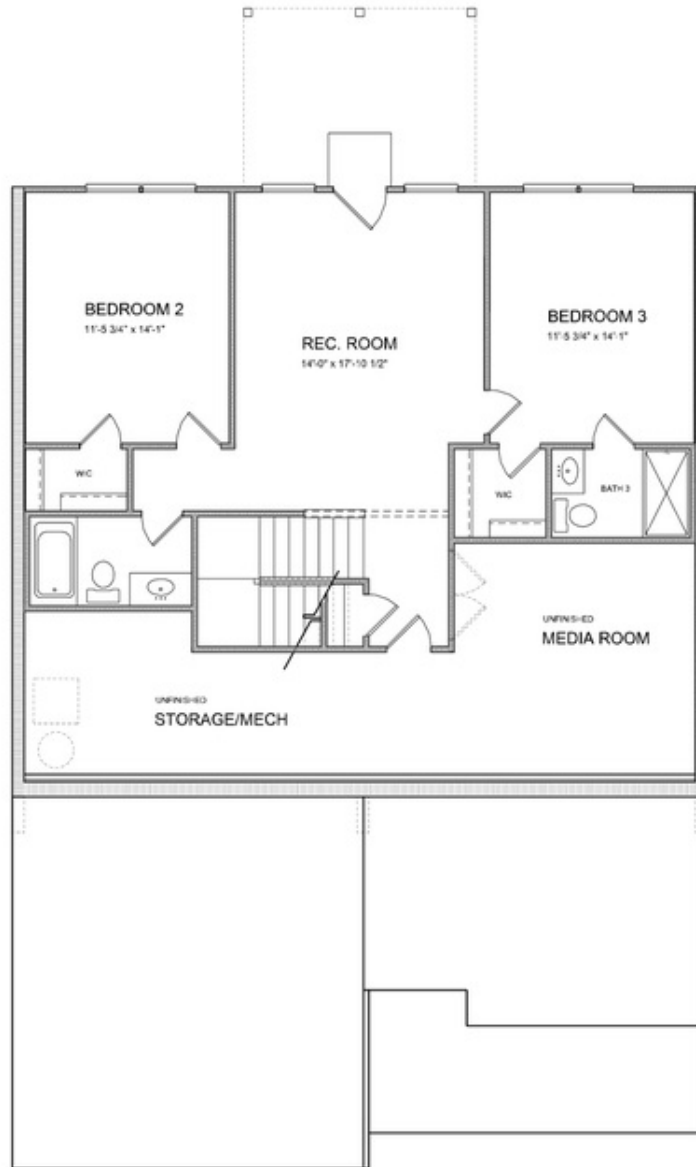 BEDROOM 2
11'-5 3/4" x 14'-1"
REC. ROOM
14'-0" x 17'-10 1/2"
BEDROOM 3
11'-5 3/4" x 14'-1"
WIC
WIC
BATH 3
UNFINISHED
MEDIA ROOM
UNFINISHED
STORAGE/MECH